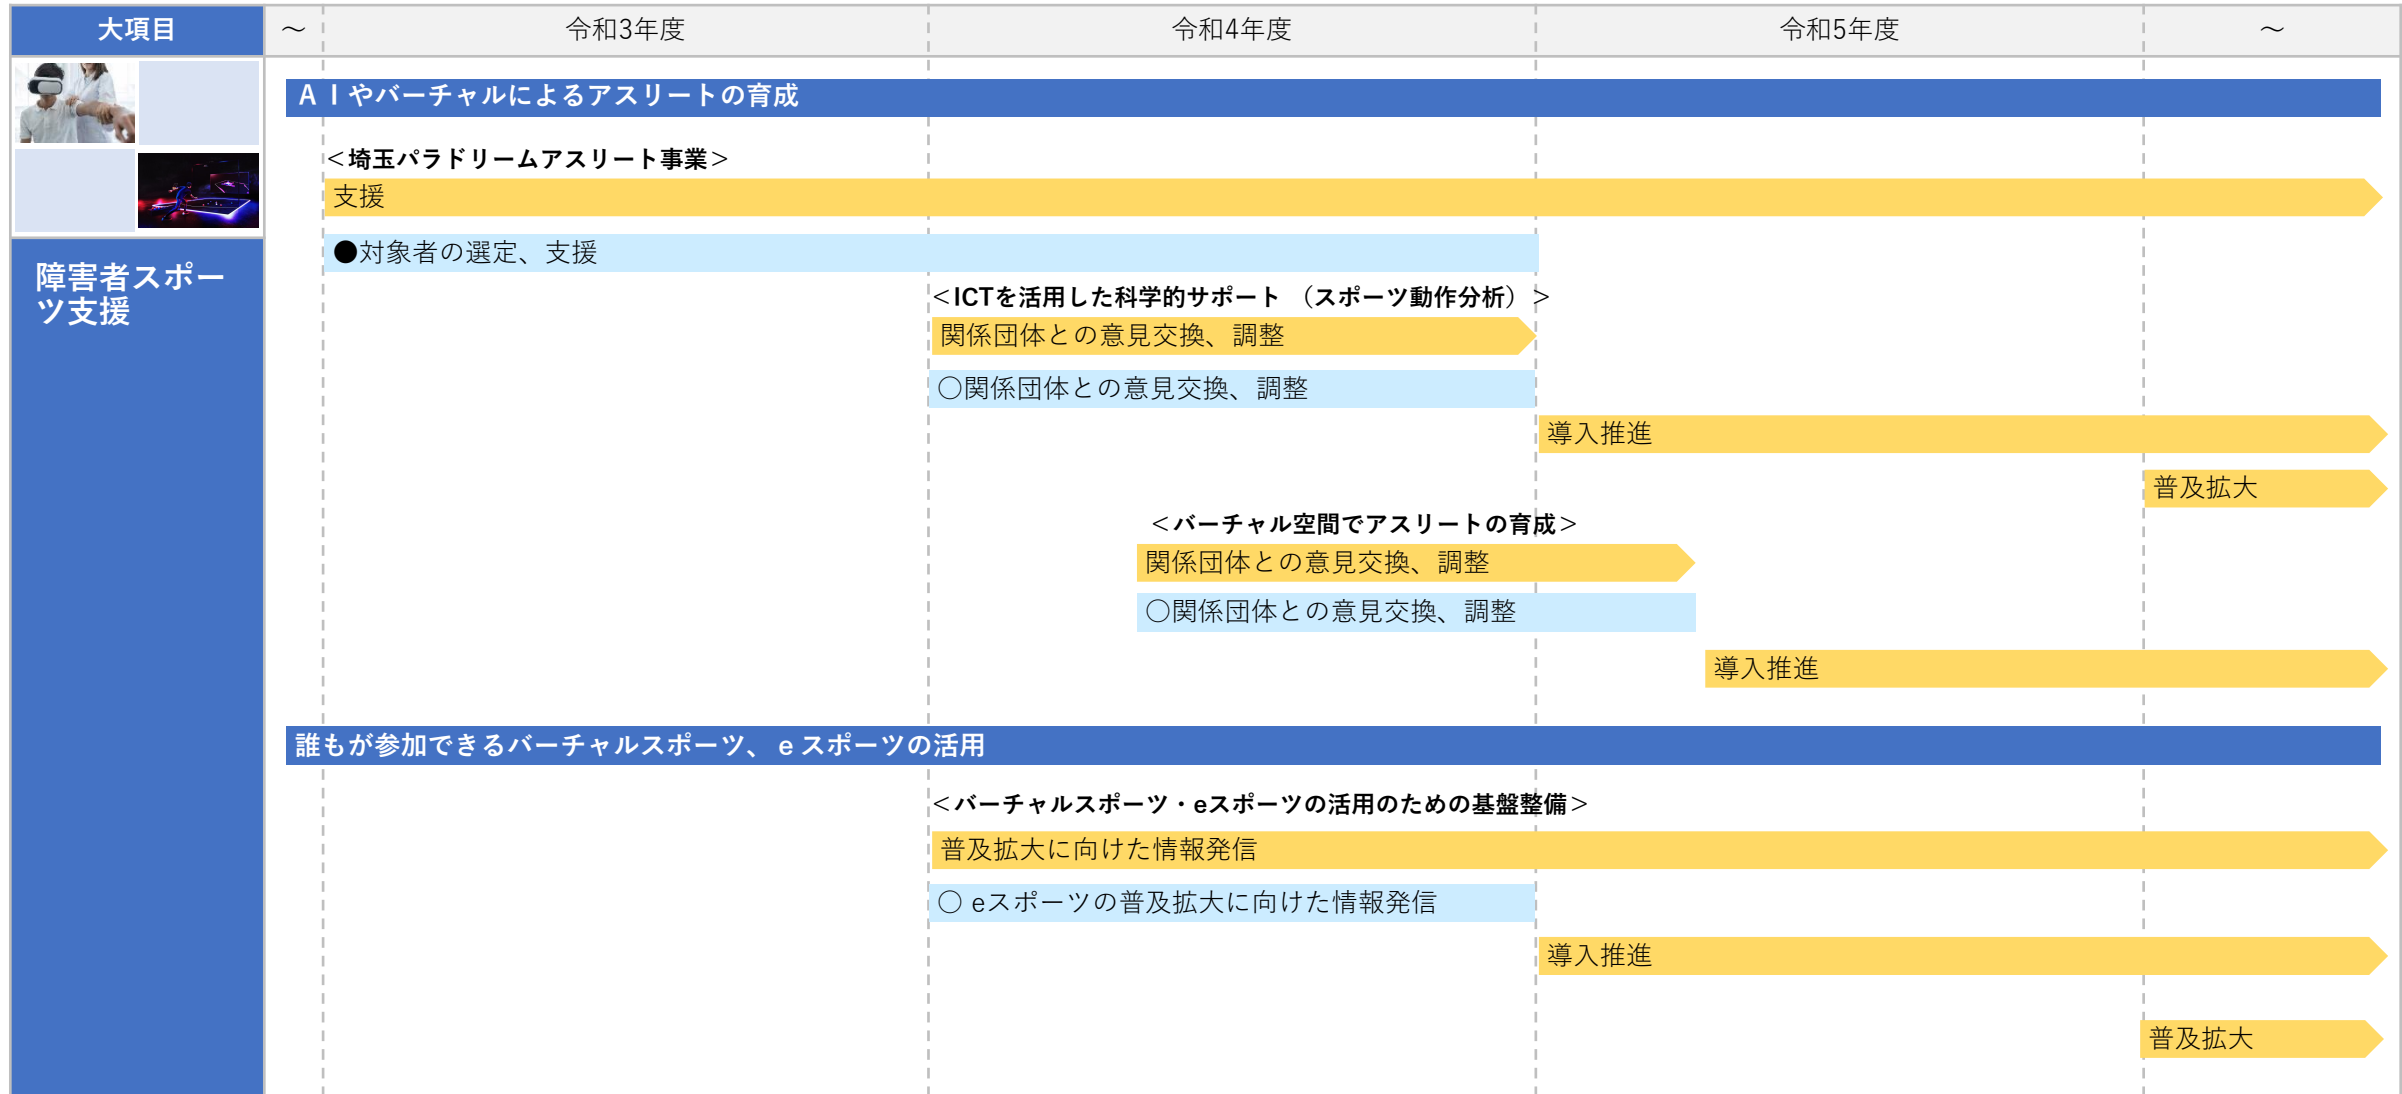 大項目
～
令和3年度
令和4年度
令和5年度
～
障害者スポー
ツ支援
ＡＩやバーチャルによるアスリートの育成
＜埼玉パラドリームアスリート事業＞
支援
●対象者の選定、支援
＜ICTを活用した科学的サポート （スポーツ動作分析）＞
関係団体との意見交換、調整
○関係団体との意見交換、調整
導入推進
普及拡大
＜バーチャル空間でアスリートの育成＞
関係団体との意見交換、調整
○関係団体との意見交換、調整
導入推進
誰もが参加できるバーチャルスポーツ、ｅスポーツの活用
＜バーチャルスポーツ・eスポーツの活用のための基盤整備＞
普及拡大に向けた情報発信
○ eスポーツの普及拡大に向けた情報発信
導入推進
普及拡大